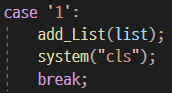 case '1':
add_List(list);
system("cls");
break;